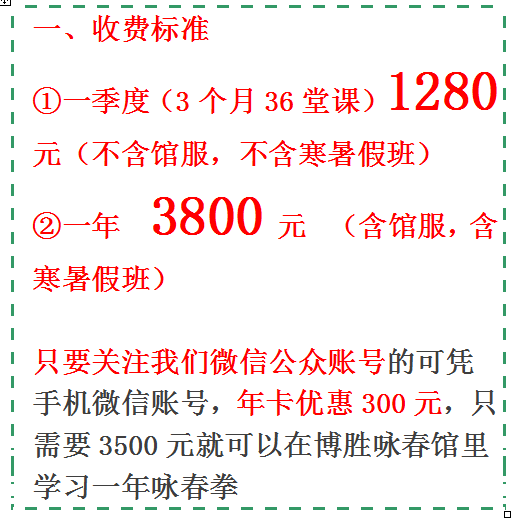 一、收费标准
①一季度（3 个月 36 堂课）1280
元（不含馆服，不含寒暑假班）
②一年 3800 元 （含馆服，含
寒暑假班）
只要关注我们微信公众账号的可凭
手机微信账号，年卡优惠 300 元，只
需要 3500 元就可以在博胜咏春馆里
学习一年咏春拳